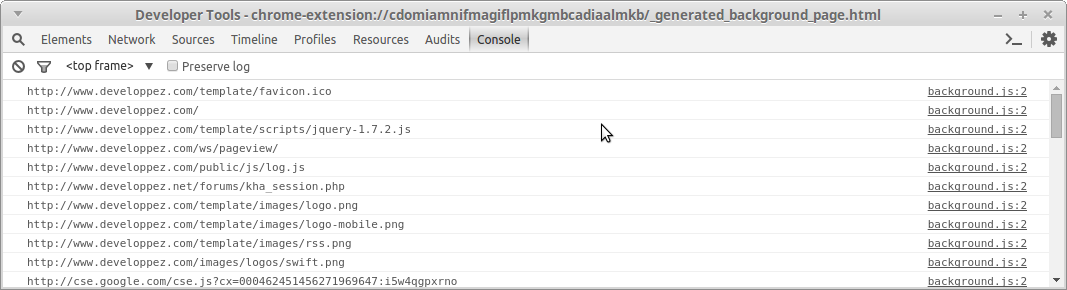 Developer Tools - chrome-extension://cdomiamnifmagiflpmkgmbcadiaalmkb/_generated_background_page.html
Elements Network Sources Timeline Profiles Resources Audits Console
<top frame> Preserve log
http://www.developpez.com/template/favicon.ico background.js:2
http://www.developpez.com/ background.js:2
http://www.developpez.com/template/scripts/jquery-1.7.2.js background.js:2
http://www.developpez.com/ws/pageview/ background.js:2
http://www.developpez.com/public/js/log.js background.js:2
http://www.developpez.net/forums/kha_session.php background.js:2
http://www.developpez.com/template/images/logo.png background.js:2
http://www.developpez.com/template/images/logo-mobile.png background.js:2
http://www.developpez.com/template/images/rss.png background.js:2
http://www.developpez.com/images/logos/swift.png background.js:2
http://cse.google.com/cse.js?cx=000462451456271969647:i5w4qgpxrno background.js:2